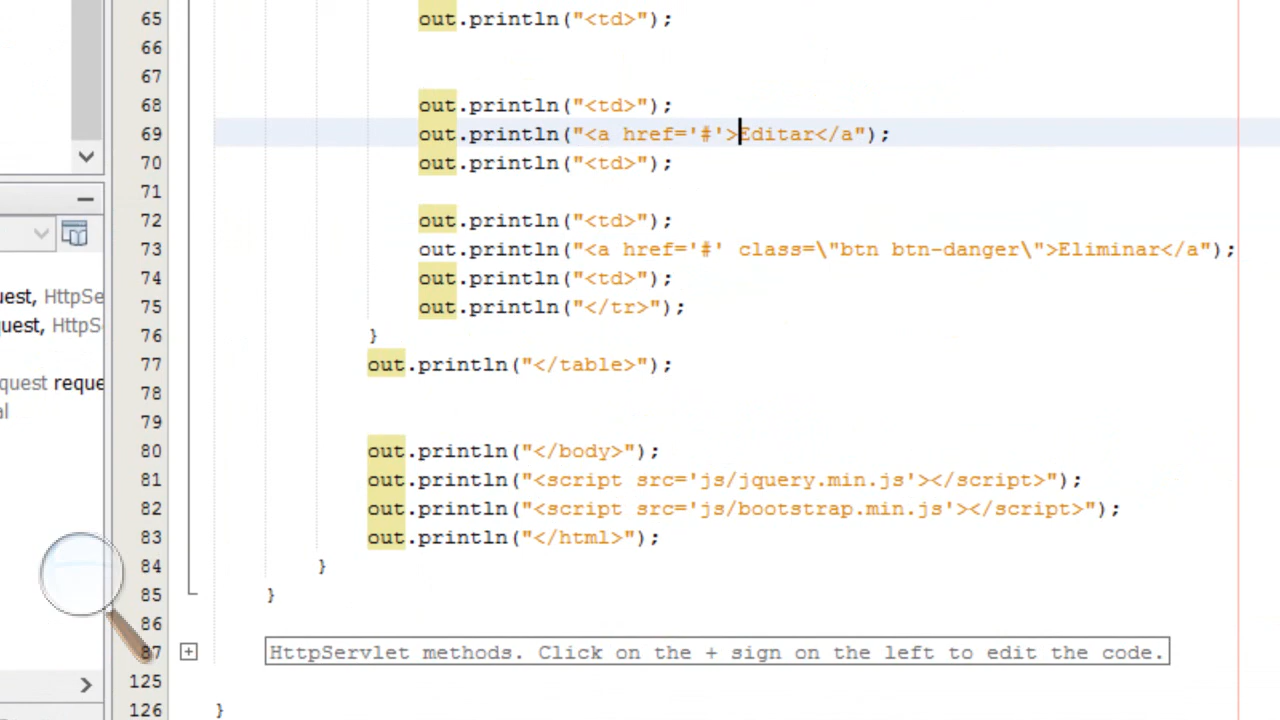 65 out.println("<td>");
66
67
68 out.println("<td>");
69 out.println("<a href='#'>Editar</a");
70 out.println("<td>");
71
72 out.println("<td>");
73 out.println("<a href='#' class=\"btn btn-danger\">Eliminar</a");
74 out.println("<td>");
75 out.println("</tr>");
76 }
77 out.println("</table>");
78
79
80 out.println("</body>");
81 out.println("<script src='js/jquery.min.js'></script>");
82 out.println("<script src='js/bootstrap.min.js'></script>");
83 out.println("</html>");
84 }
85 }
86
87 HttpServlet methods. Click on the + sign on the left to edit the code.
125
126 }
uest, HttpSe
quest, HttpS
quest reque
al